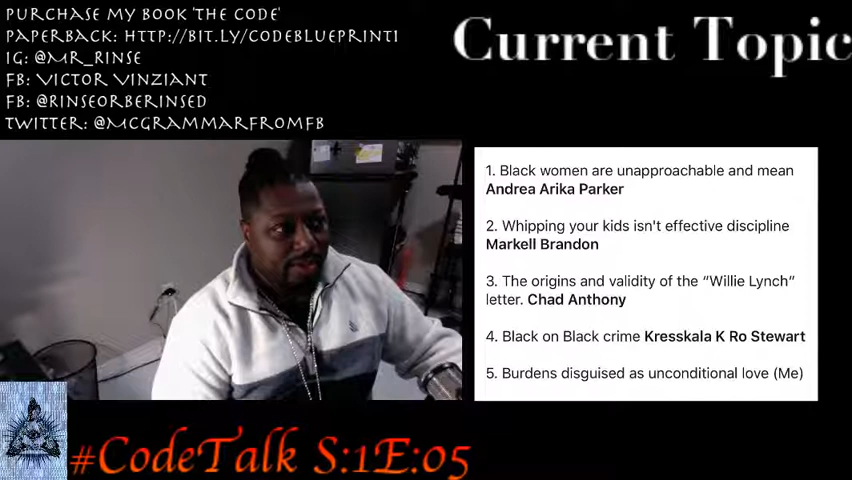 PURCHASE MY BOOK 'THE CODE'
PAPERBACK: HTTP://BIT.LY/CODEBLUEPRINT1
IG: @MR_RINSE
FB: VICTOR VINZIANT
FB: @RINSEORBERINSED
TWITTER: @MCGRAMMARFROMFB
Current Topic
1. Black women are unapproachable and mean
Andrea Arika Parker
2. Whipping your kids isn't effective discipline
Markell Brandon
3. The origins and validity of the “Willie Lynch”
letter. Chad Anthony
4. Black on Black crime Kresskala K Ro Stewart
5. Burdens disguised as unconditional love (Me)
#CodeTalk S:1E:05